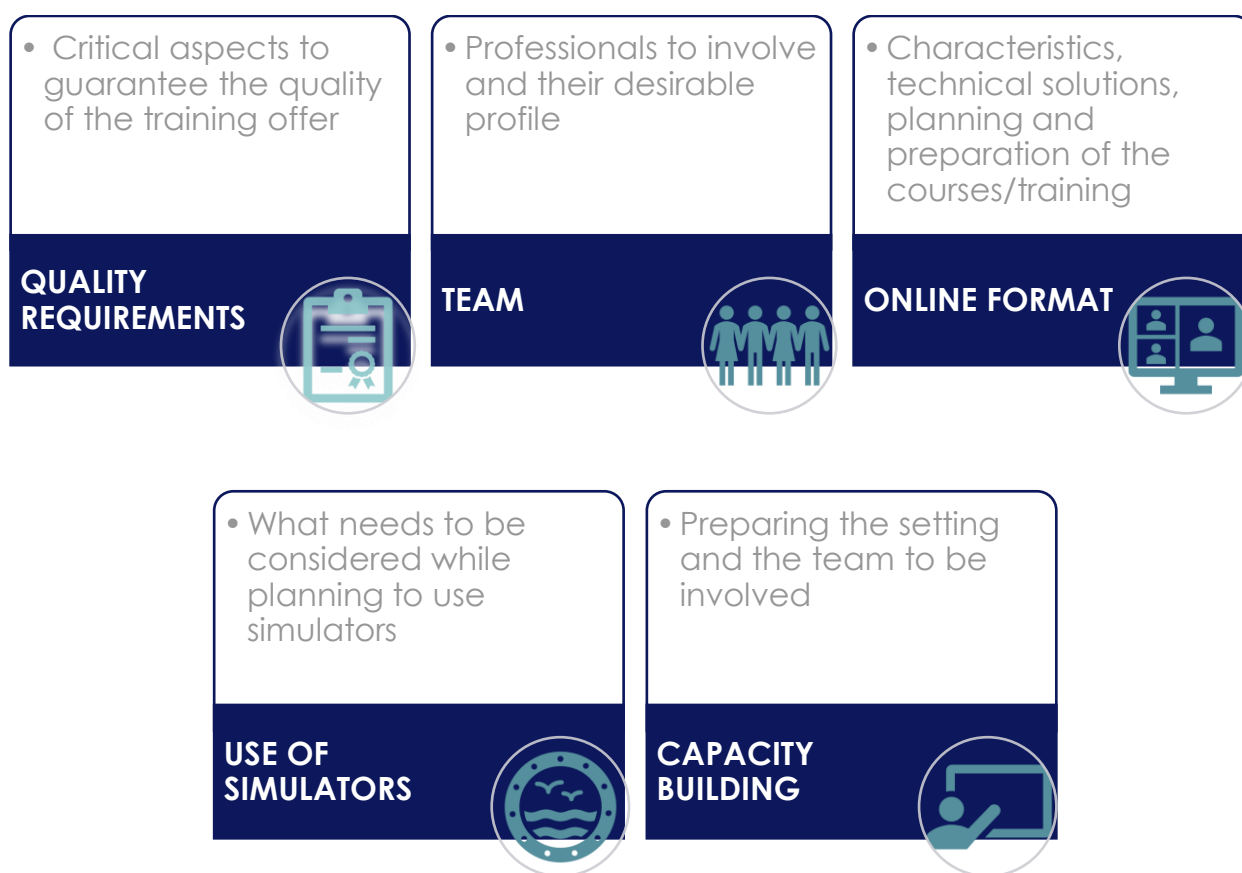 • Critical aspects to
guarantee the quality
of the training offer
QUALITY
REQUIREMENTS
• Professionals to involve
and their desirable
profile
TEAM
• Characteristics,
technical solutions,
planning and
preparation of the
courses/training
ONLINE FORMAT
• What needs to be
considered while
planning to use
simulators
USE OF
SIMULATORS
• Preparing the setting
and the team to be
involved
CAPACITY
BUILDING